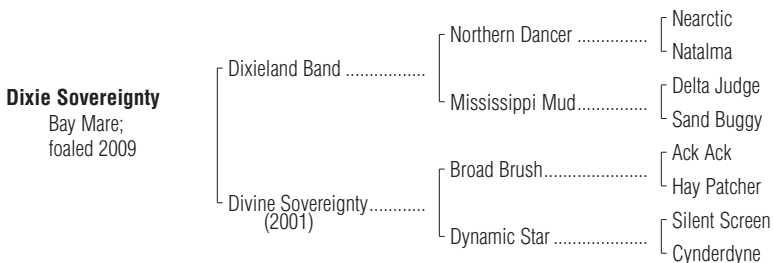 Dixie Sovereignty
Bay Mare;
foaled 2009
Dixieland Band .................
Divine Sovereignty............
(2001)
Northern Dancer ...............
Mississippi Mud...............
Broad Brush......................
Dynamic Star ....................
Nearctic
Natalma
Delta Judge
Sand Buggy
Ack Ack
Hay Patcher
Silent Screen
Cynderdyne